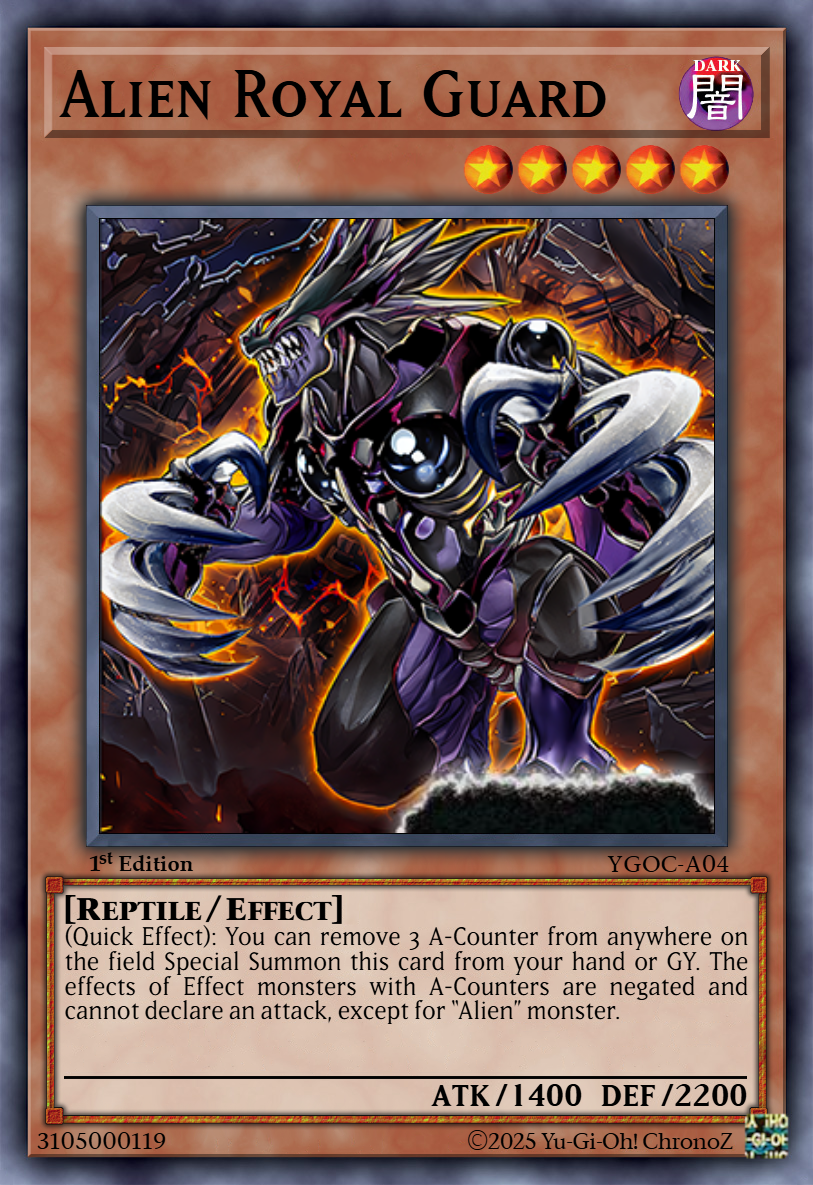 Alien Royal Guard
DARK
闇
1st Edition
YGOC-A04
[Reptile/Effect]
(Quick Effect): You can remove 3 A-Counter from anywhere on
the field Special Summon this card from your hand or GY. The
effects of Effect monsters with A-Counters are negated and
cannot declare an attack, except for "Alien" monster.
ATK/1400 DEF/2200
3105000119
©2025 Yu-Gi-Oh! ChronoZ